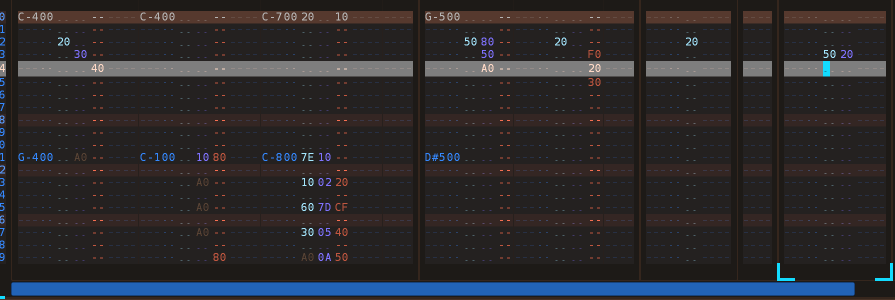 0 C-400 -- C-400 -- C-700 20 10 G-500 -- --
1 -- -- -- -- --
2 20 -- -- -- 50 80 -- 20 -- 20
3 30 -- -- -- 50 -- F0 50 20
4 40 -- -- A0 -- 20
5 -- -- -- -- 30
6 -- -- -- -- --
7 -- -- -- -- --
8 -- -- -- -- --
9 -- -- -- -- --
0 -- -- -- -- --
1 G-400 A0 -- C-100 10 80 C-800 7E 10 -- D#500 -- --
2 -- -- -- -- --
3 -- A0 -- 10 02 20 -- --
4 -- -- -- -- --
5 -- A0 -- 60 7D CF -- --
6 -- -- -- -- --
7 -- A0 -- 30 05 40 -- --
8 -- -- -- -- --
9 -- 80 A0 0A 50 -- --